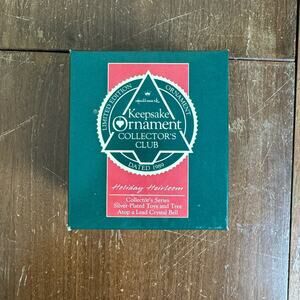 LIMITED EDITION ORNAMENT
Hallmark
Keepsake
Ornament
COLLECTOR'S
CLUB
DATED 1989
Holiday Heirloom
Collector's Series
Silver-Plated Toys and Tree
Atop a Lead Crystal Bell